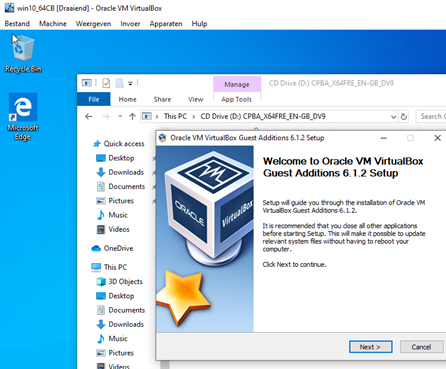 win10_64CB [Draaiend] - Oracle VM VirtualBox
Bestand Machine Weergeven Invoer Apparaten Hulp
Recycle Bin
Microsoft
Edge
Manage
CD Drive (D:) CPBA_X64FRE_EN-GB_DV9
File Home Share View App Tools
This PC > CD Drive (D:) CPBA_X64FRE_EN-GB_DV9
Search C
Oracle VM VirtualBox Guest Additions 6.1.2 Setup
Quick access
Desktop
Downloads
Documents
Pictures
Music
Videos
OneDrive
This PC
3D Objects
Desktop
Documents
Downloads
Music
Pictures
Videos
ORACLE
VirtualBox
Welcome to Oracle VM VirtualBox
Guest Additions 6.1.2 Setup
Setup will guide you through the installation of Oracle VM
VirtualBox Guest Additions 6.1.2.
It is recommended that you close all other applications
before starting Setup. This will make it possible to update
relevant system files without having to reboot your
computer.
Click Next to continue.
Next > Cancel